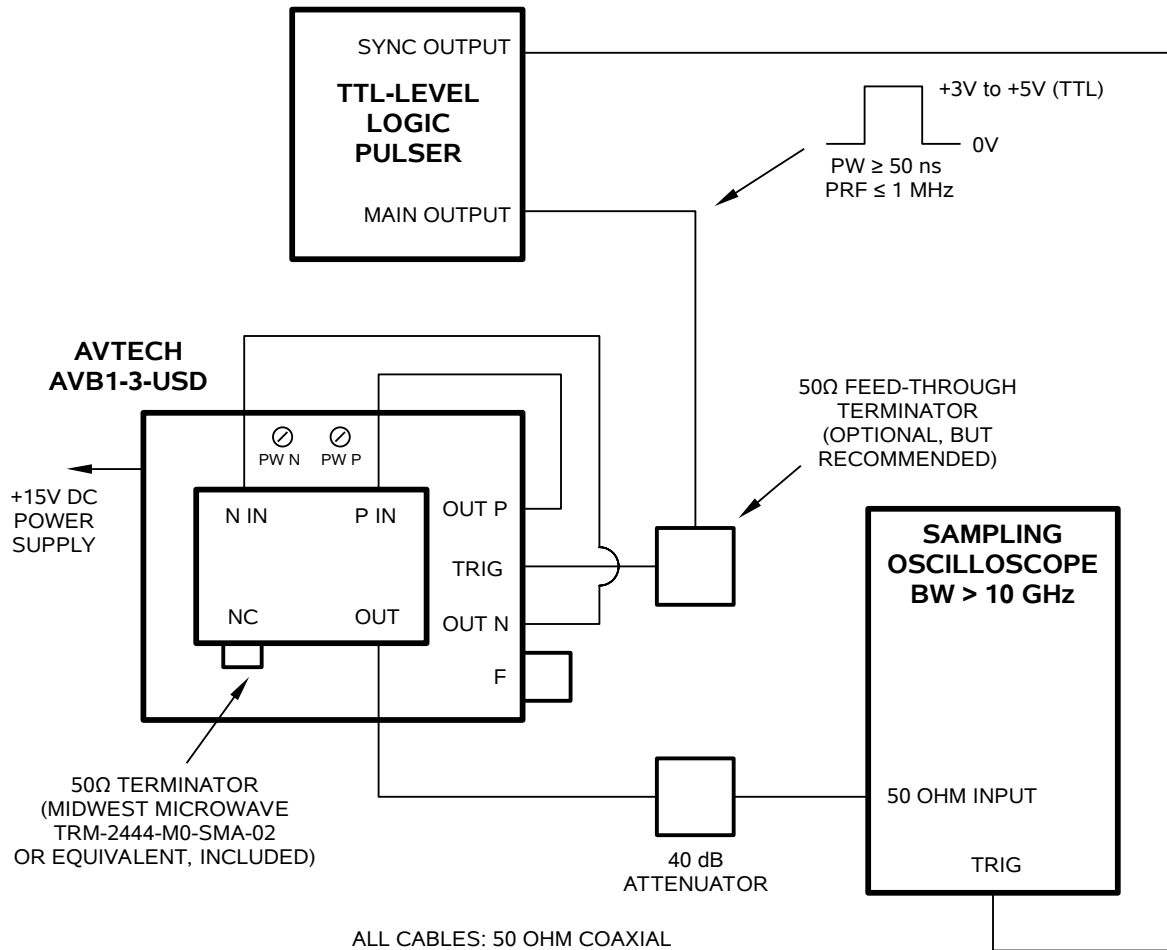 SYNC OUTPUT
TTL-LEVEL
LOGIC
PULSER
MAIN OUTPUT
+3V to +5V (TTL)
0V
PW ≥ 50 ns
PRF ≤ 1 MHz
AVTECH
AVB1-3-USD
PW N
PW P
+15V DC
POWER
SUPPLY
N IN
P IN
NC
OUT
OUT P
TRIG
OUT N
F
50Ω FEED-THROUGH
TERMINATOR
(OPTIONAL, BUT
RECOMMENDED)
SAMPLING
OSCILLOSCOPE
BW > 10 GHz
50 OHM INPUT
TRIG
50Ω TERMINATOR
(MIDWEST MICROWAVE
TRM-2444-M0-SMA-02
OR EQUIVALENT, INCLUDED)
40 dB
ATTENUATOR
ALL CABLES: 50 OHM COAXIAL